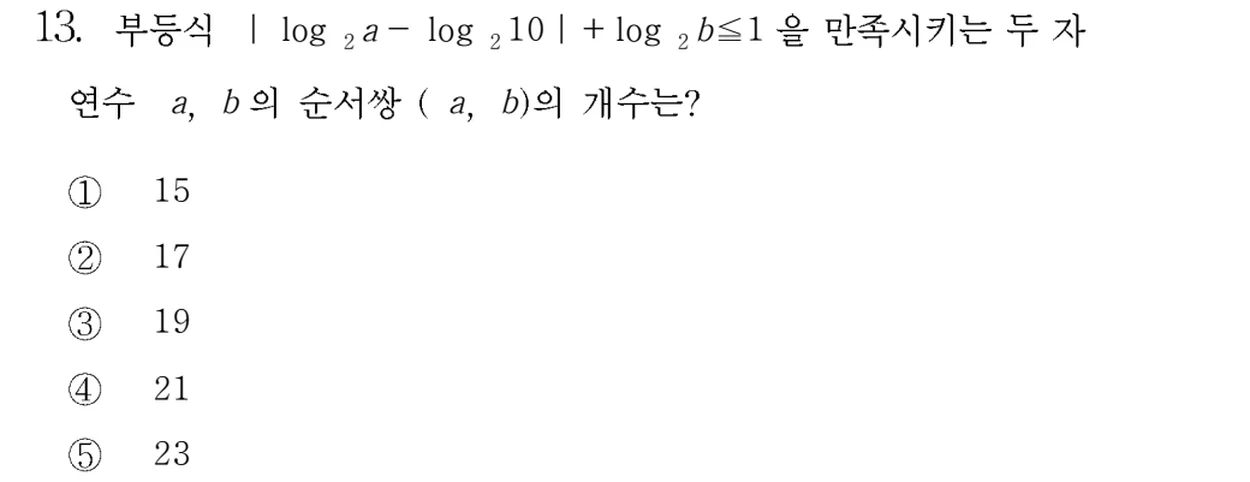 13. 부등식 | log ₂a − log ₂10 | + log ₂b≦1 을 만족시키는 두 자
연수 a, b의 순서쌍 ( a, b)의 개수는?
① 15
② 17
③ 19
④ 21
⑤ 23